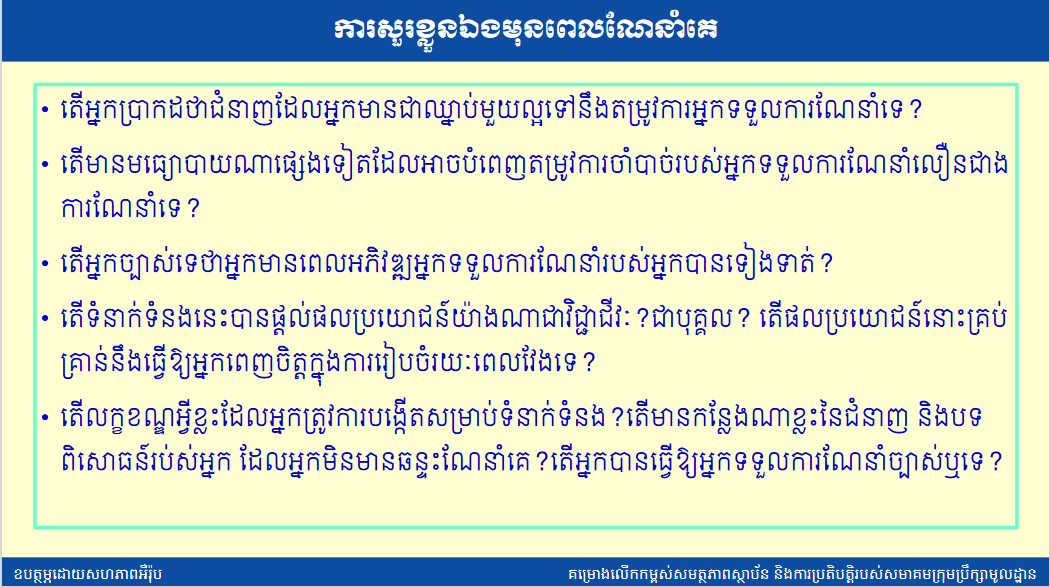 ការសួរខ្លួនឯងមុនពេលណែនាំគេ
• តើអ្នកប្រាកដថាជំនាញដែលអ្នកមានជាឈ្នាប់មួយល្អទៅនឹងតម្រូវការអ្នកទទួលការណែនាំទេ?
• តើមានមធ្យោបាយណាផ្សេងទៀតដែលអាចបំពេញតម្រូវការចាំបាច់របស់អ្នកទទួលការណែនាំលឿនជាង
ការណែនាំទេ?
• តើអ្នកច្បាស់ទេថាអ្នកមានពេលអភិវឌ្ឍអ្នកទទួលការណែនាំរបស់អ្នកបានទៀងទាត់?
• តើទំនាក់ទំនងនេះបានផ្តល់ផលប្រយោជន៍យ៉ាងណាជាវិជ្ជាជីវៈ?ជាបុគ្គល? តើផលប្រយោជន៍នោះគ្រប់
គ្រាន់នឹងធ្វើឱ្យអ្នកពេញចិត្តក្នុងការរៀបចំរយៈពេលវែងទេ?
• តើលក្ខខណ្ឌអ្វីខ្លះដែលអ្នកត្រូវការបង្កើតសម្រាប់ទំនាក់ទំនង?តើមានកន្លែងណាខ្លះនៃជំនាញ និងបទ
ពិសោធន៍របស់អ្នក ដែលអ្នកមិនមានឆន្ទះណែនាំគេ?តើអ្នកបានធ្វើឱ្យអ្នកទទួលការណែនាំច្បាស់ឬទេ?
ឧបត្ថម្ភដោយសហភាពអឺរ៉ុប
គម្រោងលើកកម្ពស់សមត្ថភាពស្ថាប័ន និងការប្រតិបត្តិរបស់សមាគមក្រុមប្រឹក្សាមូលដ្ឋាន